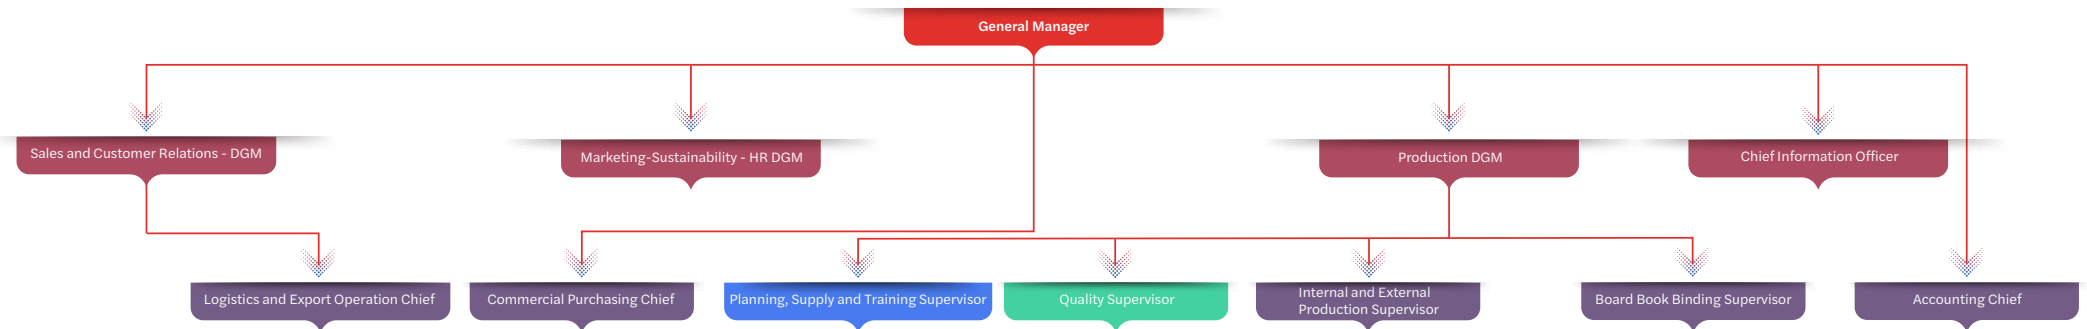 General Manager
Sales and Customer Relations - DGM
Marketing-Sustainability - HR DGM
Production DGM
Chief Information Officer
Logistics and Export Operation Chief
Commercial Purchasing Chief
Planning, Supply and Training Supervisor
Quality Supervisor
Internal and External
Production Supervisor
Board Book Binding Supervisor
Accounting Chief